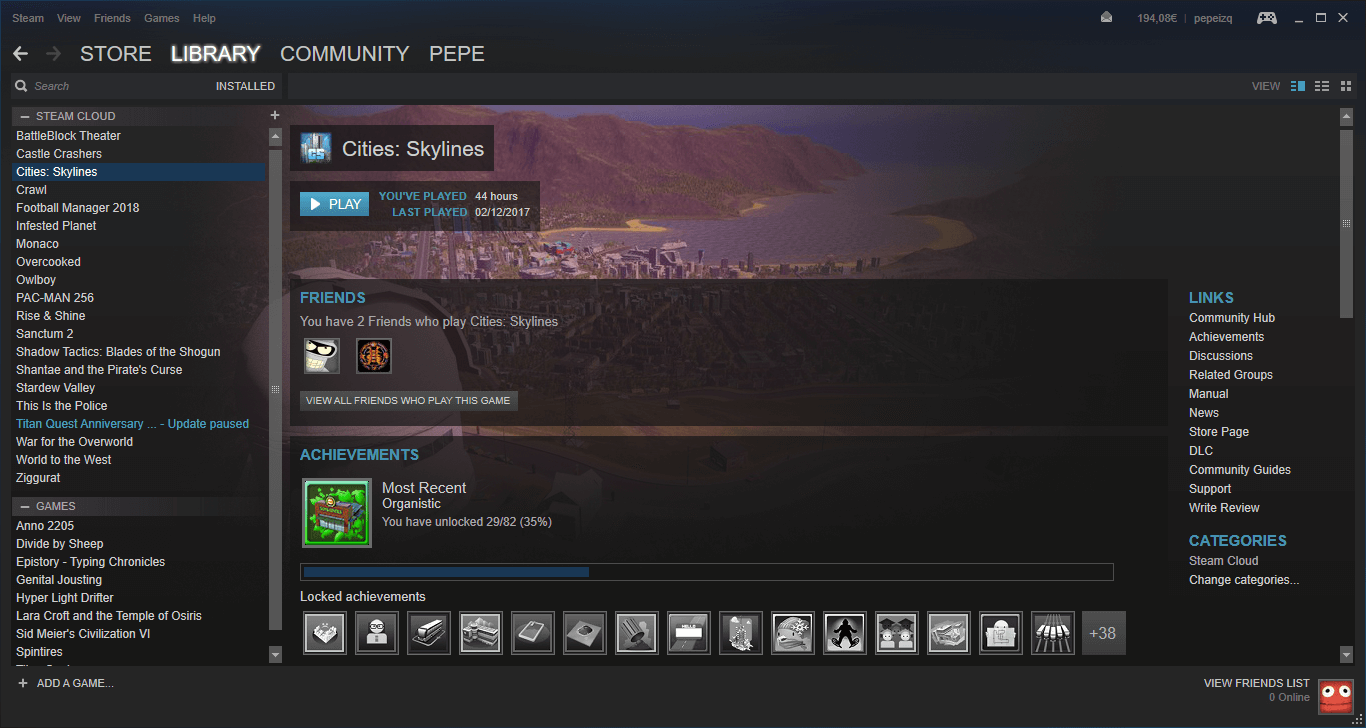 Steam View Friends Games Help
194,08€ | pepeizq
STORE LIBRARY COMMUNITY PEPE
Search INSTALLED
VIEW
STEAM CLOUD
BattleBlock Theater
Castle Crashers
Cities: Skylines
Crawl
Football Manager 2018
Infested Planet
Monaco
Overcooked
Owlboy
PAC-MAN 256
Rise & Shine
Sanctum 2
Shadow Tactics: Blades of the Shogun
Shantae and the Pirate's Curse
Stardew Valley
This Is the Police
Titan Quest Anniversary ... - Update paused
War for the Overworld
World to the West
Ziggurat
GAMES
Anno 2205
Divide by Sheep
Epistory - Typing Chronicles
Genital Jousting
Hyper Light Drifter
Lara Croft and the Temple of Osiris
Sid Meier's Civilization VI
Spintires
ADD A GAME...
CS
Cities: Skylines
PLAY
YOU'VE PLAYED 44 hours
LAST PLAYED 02/12/2017
FRIENDS
You have 2 Friends who play Cities: Skylines
VIEW ALL FRIENDS WHO PLAY THIS GAME
ACHIEVEMENTS
Most Recent
Organistic
You have unlocked 29/82 (35%)
Locked achievements
HELLO
+38
LINKS
Community Hub
Achievements
Discussions
Related Groups
Manual
News
Store Page
DLC
Community Guides
Support
Write Review
CATEGORIES
Steam Cloud
Change categories...
VIEW FRIENDS LIST
0 Online